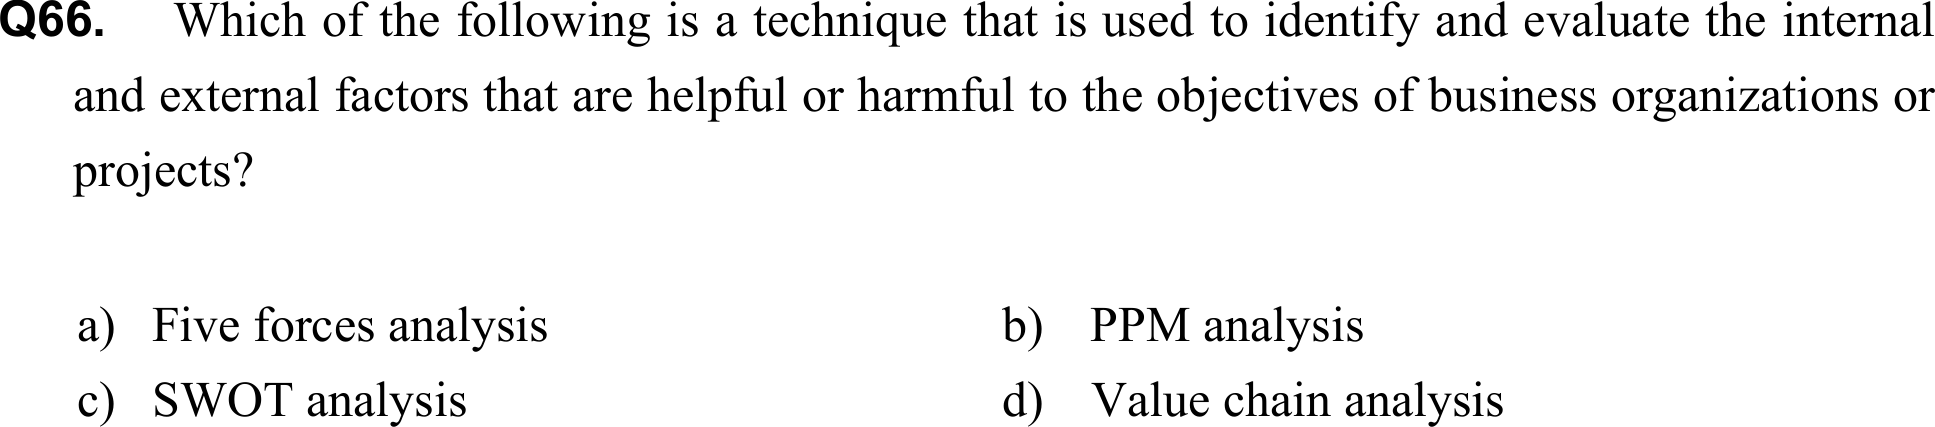 Q66. Which of the following is a technique that is used to identify and evaluate the internal
and external factors that are helpful or harmful to the objectives of business organizations or
projects?
a) Five forces analysis b) PPM analysis
c) SWOT analysis d) Value chain analysis